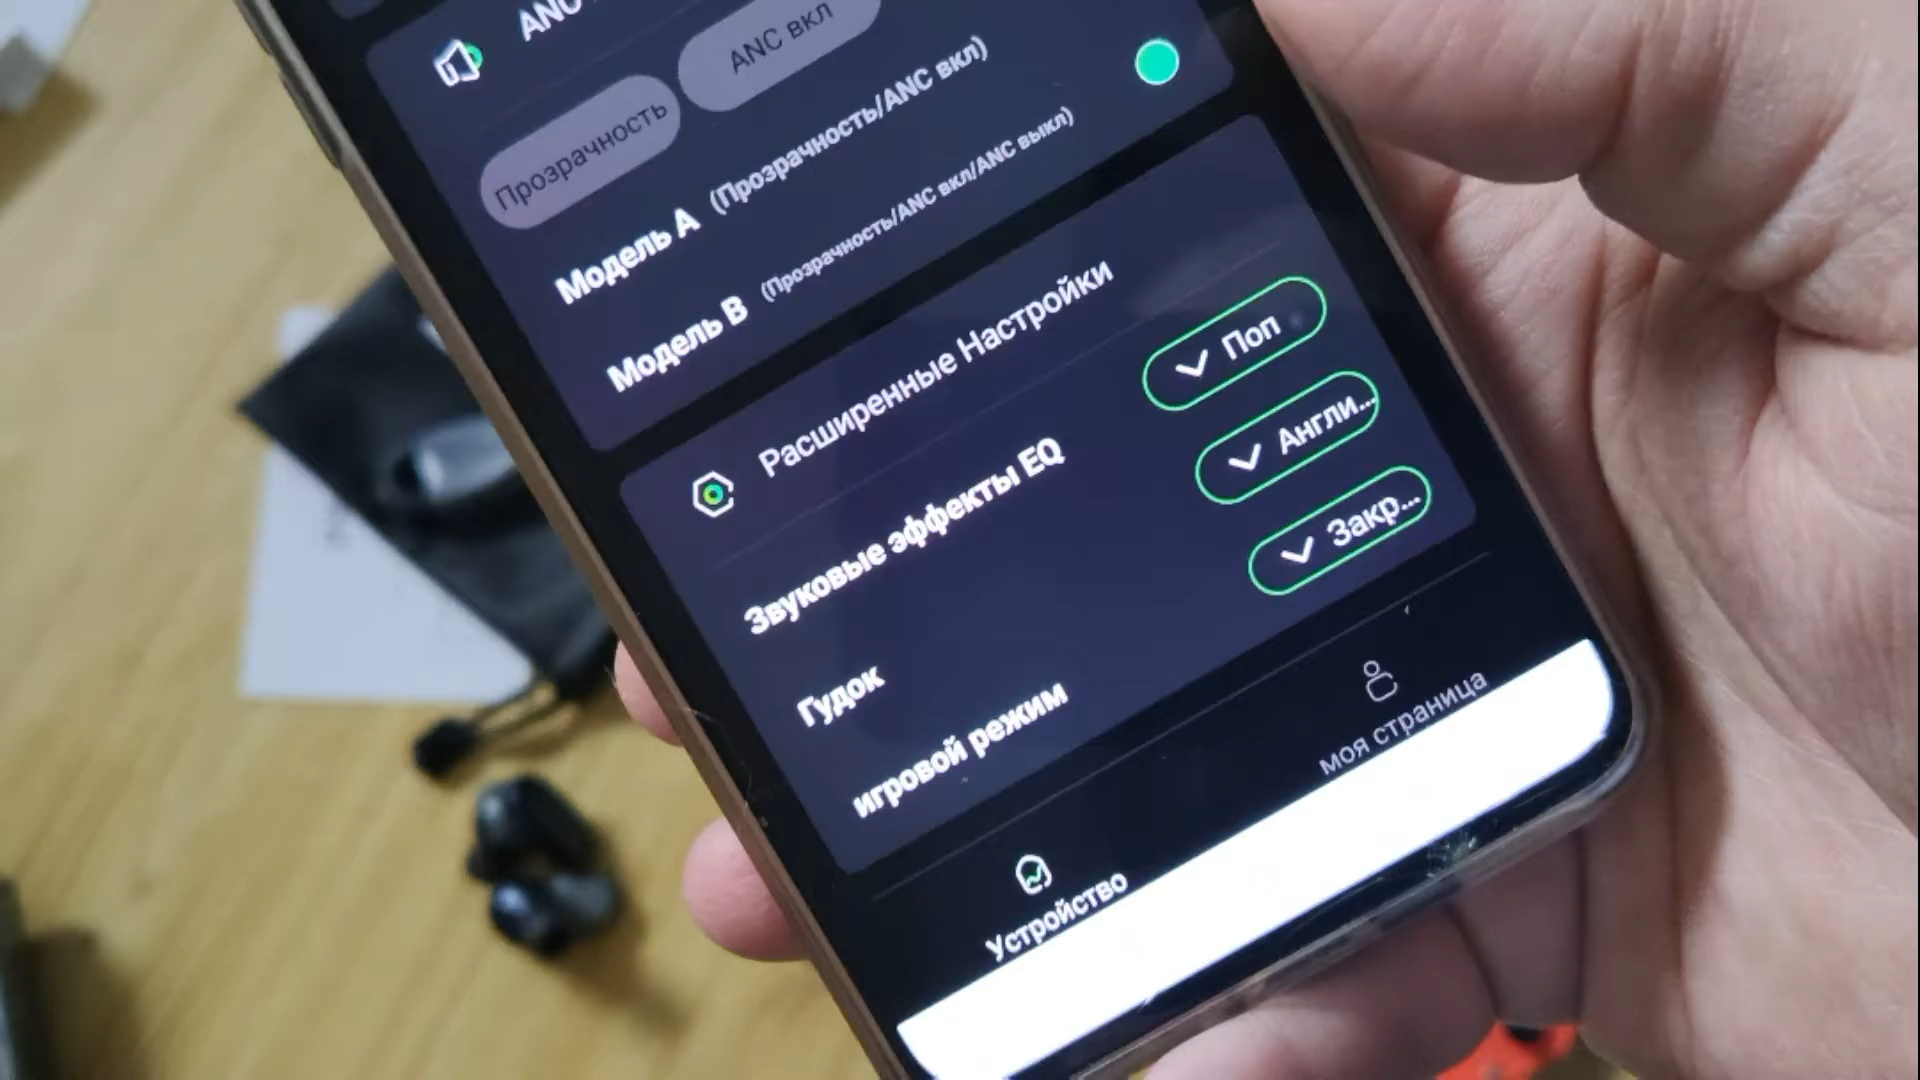 ANC
Прозрачность
ANC вкл
Модель A (Прозрачность/ANC вкл)
Модель B (Прозрачность/ANC вкл/ANC выкл)
Расширенные Настройки
Звуковые эффекты EQ
Поп
Гудок
Англи...
игровой режим
Закр...
Устройство
моя страница